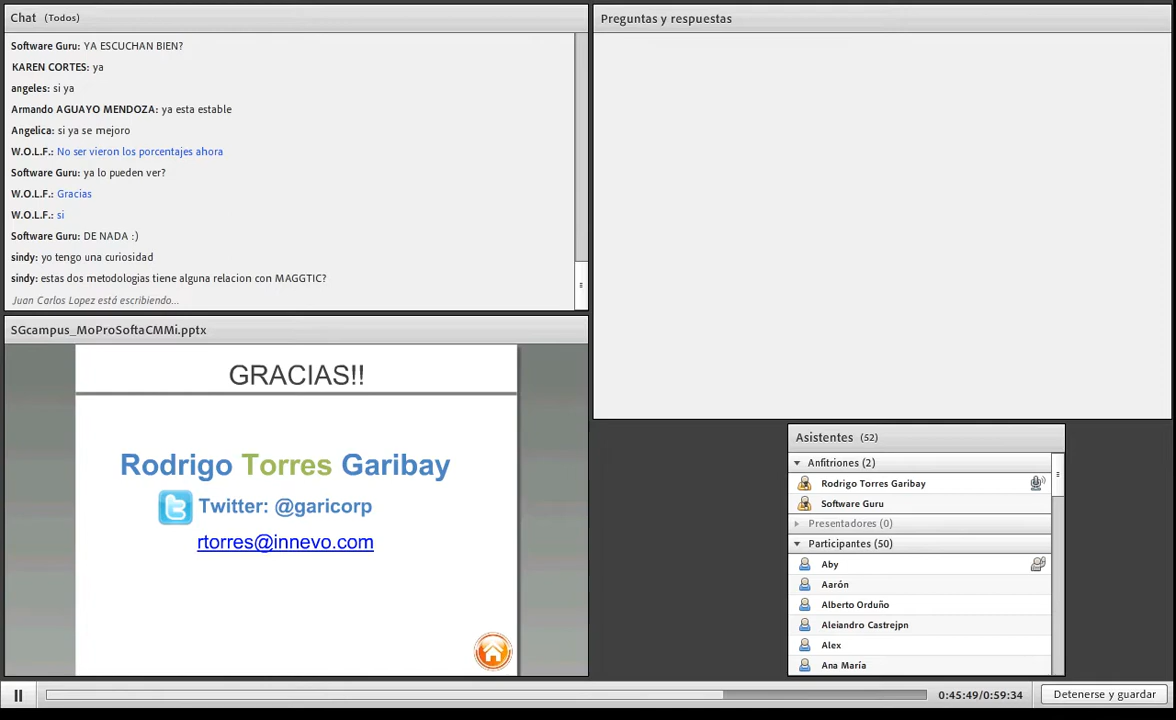 Chat (Todos)
Software Guru: YA ESCUCHAN BIEN?
KAREN CORTES: ya
angeles: si ya
Armando AGUAYO MENDOZA: ya esta estable
Angelica: si ya se mejoro
W.O.L.F.: No ser vieron los porcentajes ahora
Software Guru: ya lo pueden ver?
W.O.L.F.: Gracias
W.O.L.F.: si
Software Guru: DE NADA :)
sindy: yo tengo una curiosidad
sindy: estas dos metodologias tiene alguna relacion con MAGGTIC?
Juan Carlos Lopez está escribiendo...
SGcampus_MoProSoftaCMMi.pptx
GRACIAS!!
Rodrigo Torres Garibay
Twitter: @garicorp
rtorres@innevo.com
Preguntas y respuestas
Asistentes (52)
Anfitriones (2)
Rodrigo Torres Garibay
Software Guru
Presentadores (0)
Participantes (50)
Aby
Aarón
Alberto Orduño
Alejandro Castrejpn
Alex
Ana María
0:45:49/0:59:34
Detenerse y guardar